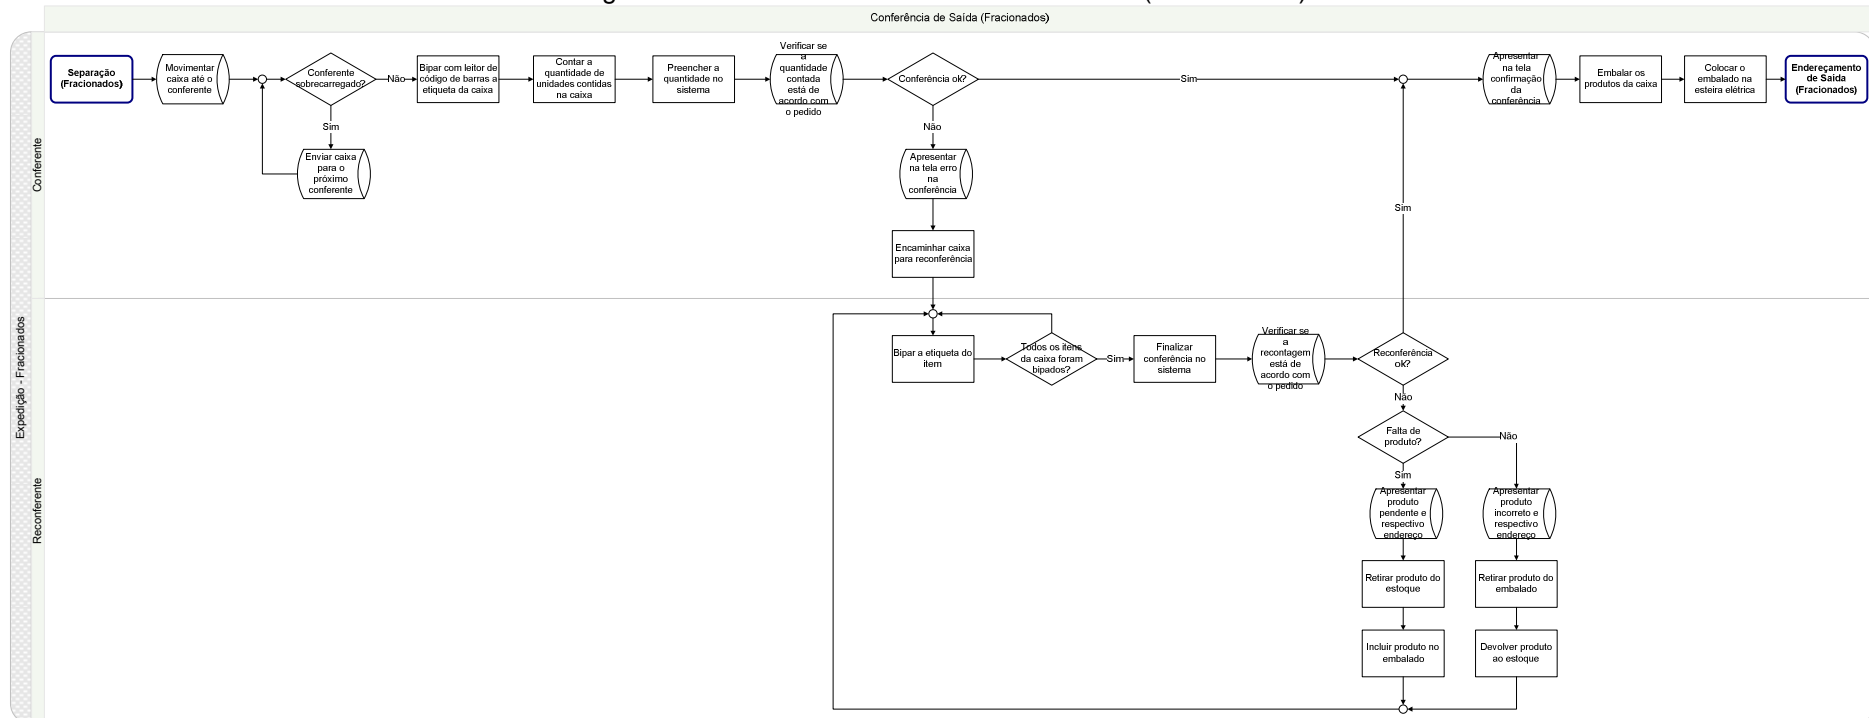 Conferência de Saída (Fracionados)
Expedição - Fracionados
Conferente
Separação
(Fracionados)
Movimentar
caixa até o
conferente
Conferente
sobrecarregado?
Não
Sim
Enviar caixa
para o
próximo
conferente
Bipar com leitor de
código de barras a
etiqueta da caixa
Contar a
quantidade de
unidades contidas
na caixa
Preencher a
quantidade no
sistema
Verificar se
a
quantidade
contada
está de
acordo com
o pedido
Conferência ok?
Sim
Não
Apresentar
na tela erro
na
conferência
Encaminhar caixa
para reconferência
Apresentar
na tela
confirmação
da
conferência
Embalar os
produtos da caixa
Colocar o
embalado na
esteira elétrica
Endereçamento
de Saída
(Fracionados)
Sim
Reconferente
Bipar a etiqueta do
item
Todos os itens
da caixa foram
bipados?
Sim
Finalizar
conferência no
sistema
Verificar se
a
recontagem
está de
acordo com
o pedido
Reconferência
ok?
Não
Falta de
produto?
Não
Sim
Apresentar
produto
pendente e
respectivo
endereço
Apresentar
produto
incorreto e
respectivo
endereço
Retirar produto do
estoque
Retirar produto do
embalado
Incluir produto no
embalado
Devolver produto
ao estoque